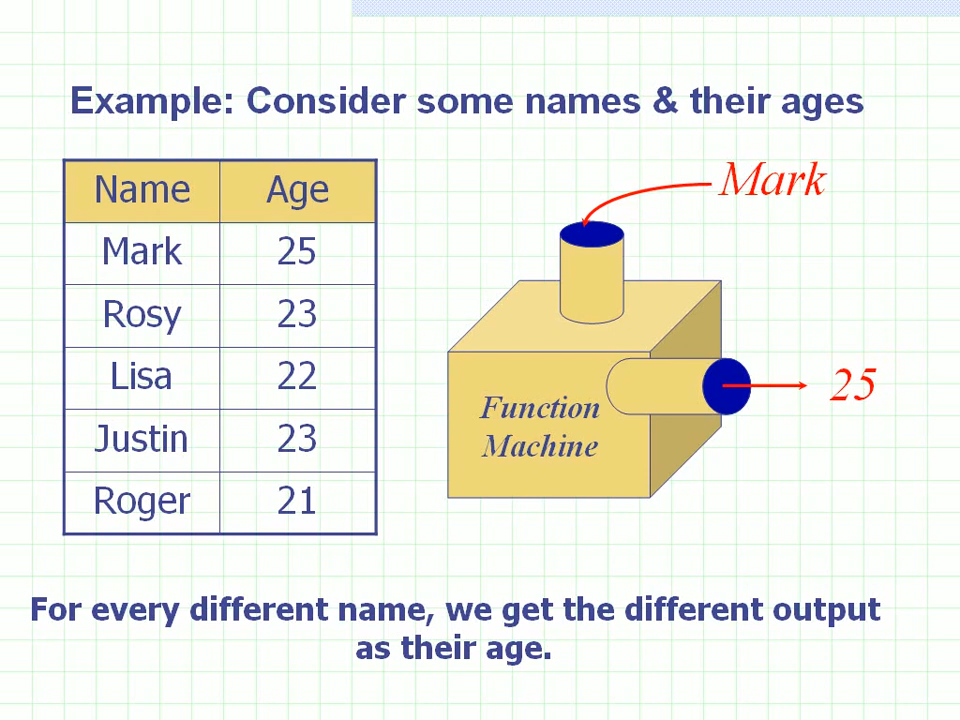 Example: Consider some names & their ages
Name Age
Mark 25
Rosy 23
Lisa 22
Justin 23
Roger 21
Mark
Function
Machine
25
For every different name, we get the different output
as their age.